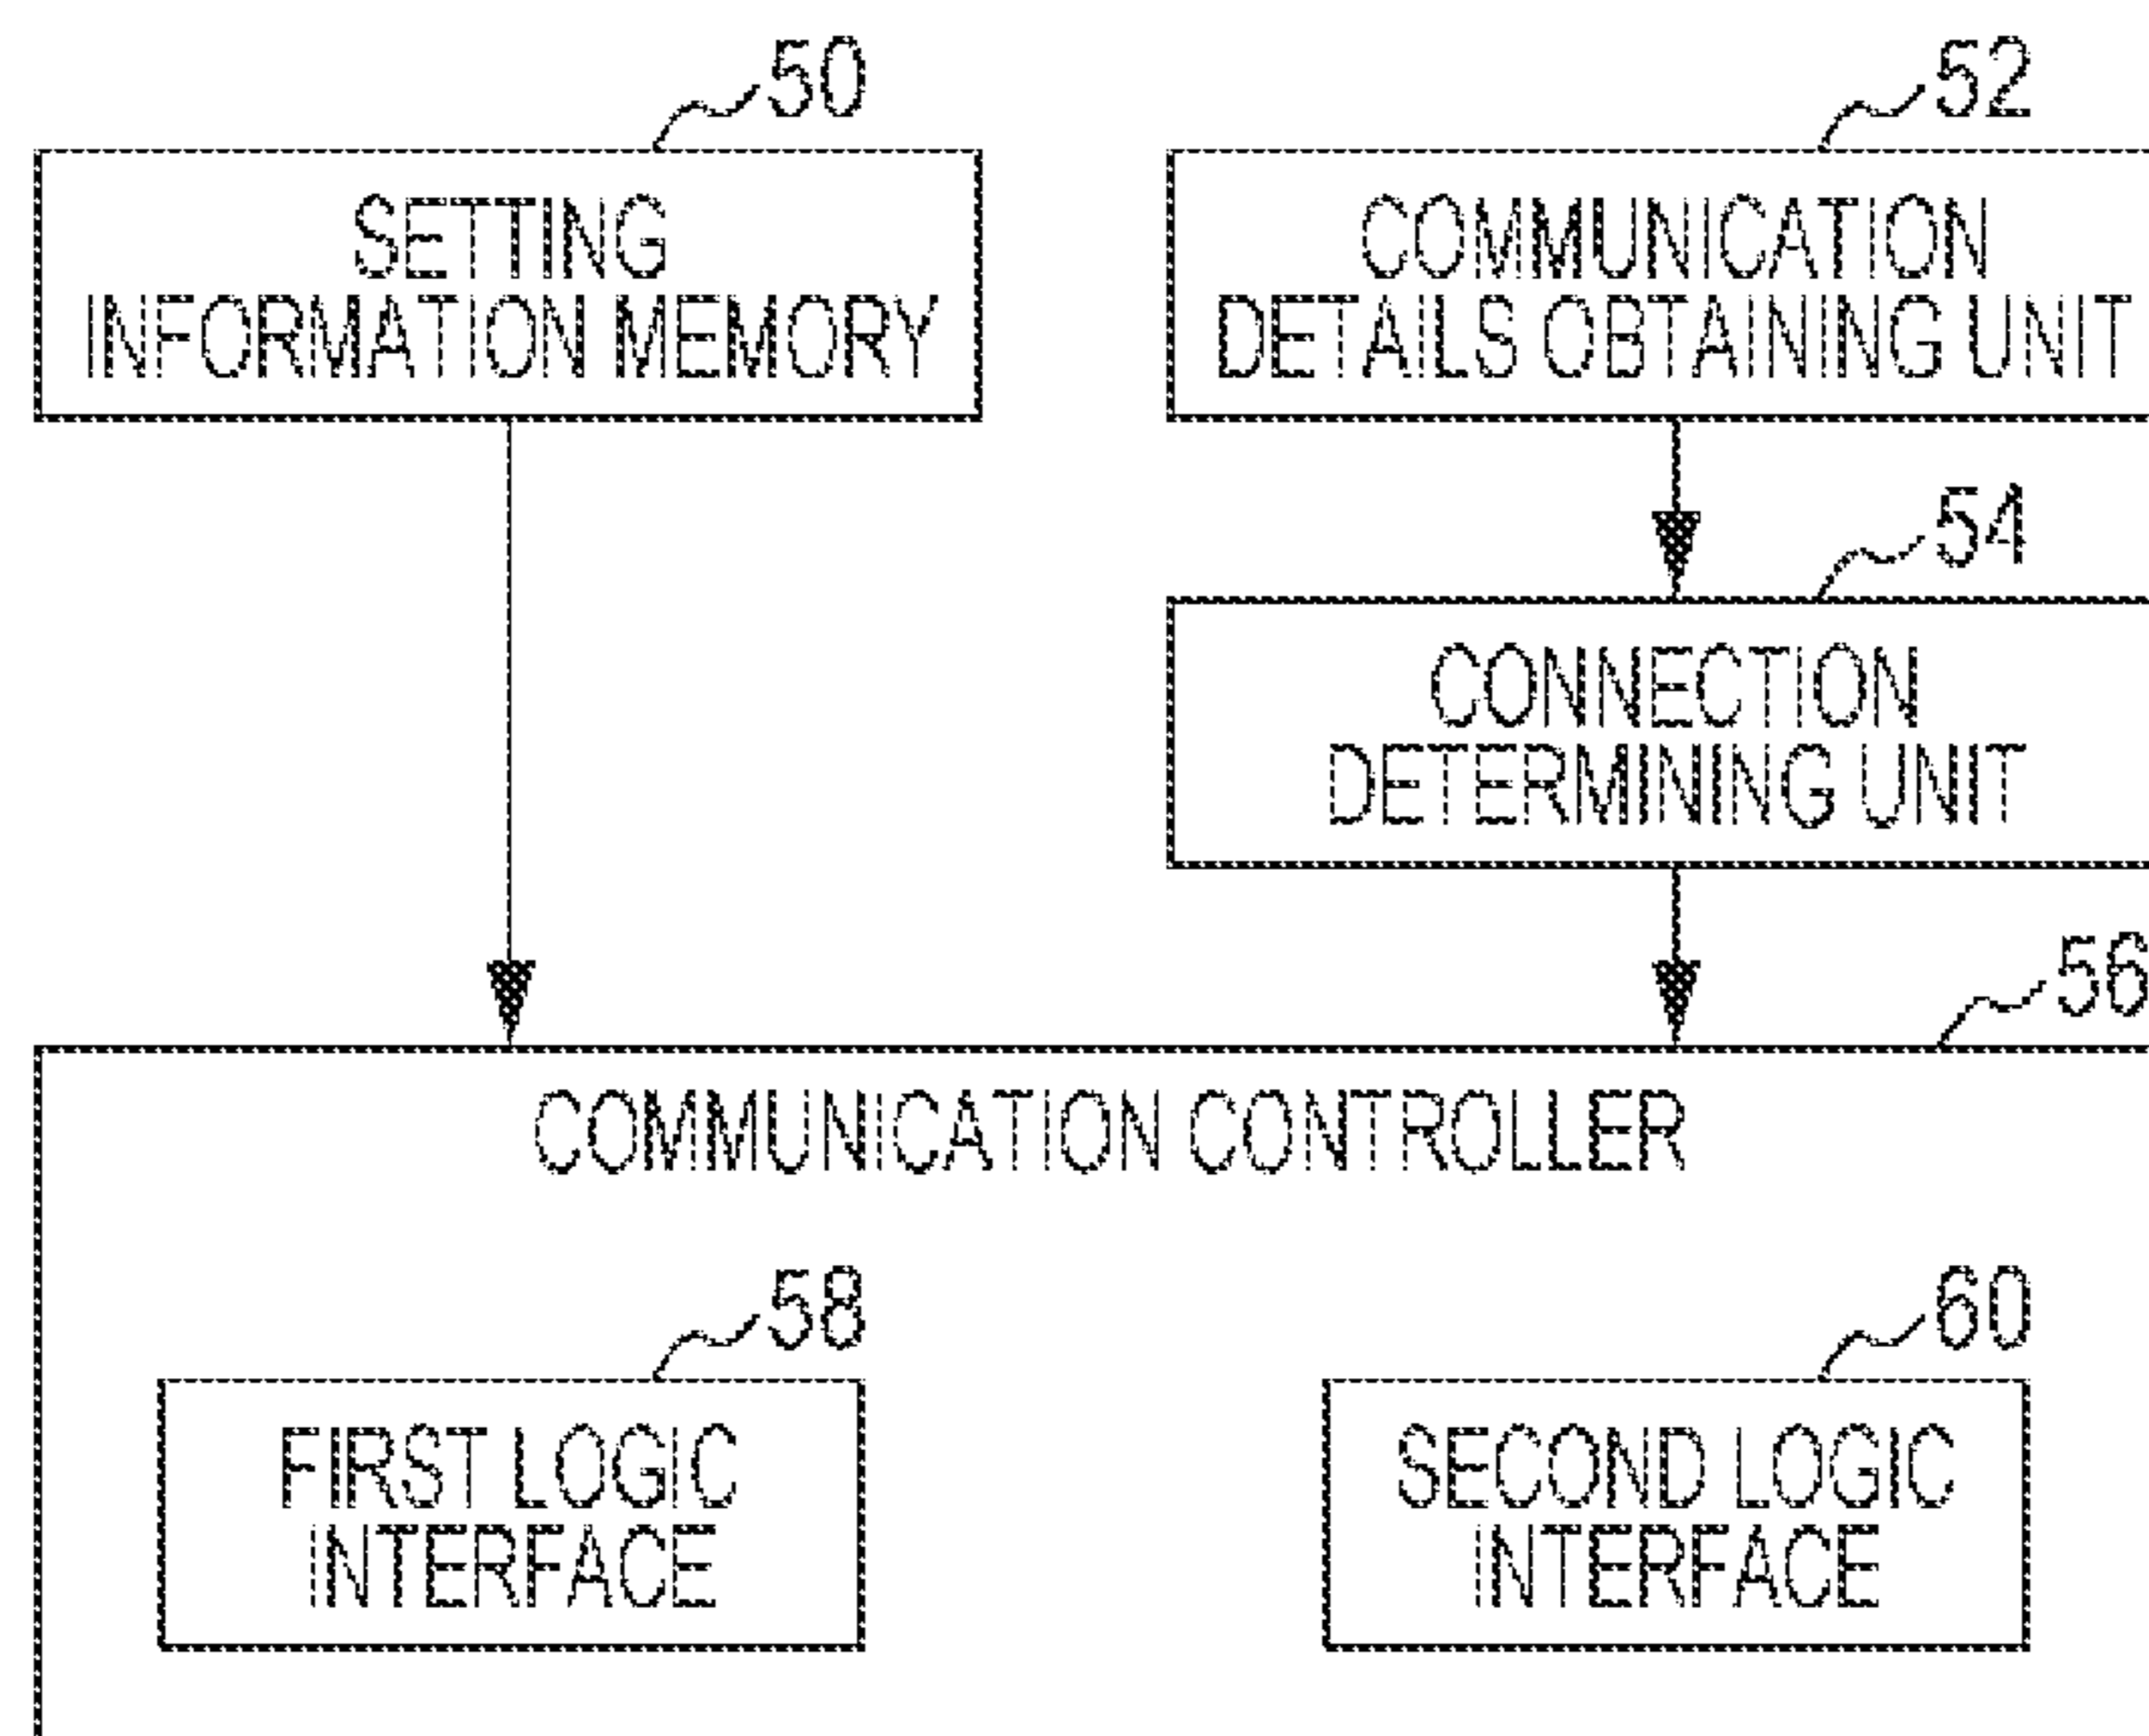 50
SETTING
INFORMATION MEMORY
52
COMMUNICATION
DETAILS OBTAINING UNIT
54
CONNECTION
DETERMINING UNIT
56
COMMUNICATION CONTROLLER
58
FIRST LOGIC
INTERFACE
60
SECOND LOGIC
INTERFACE